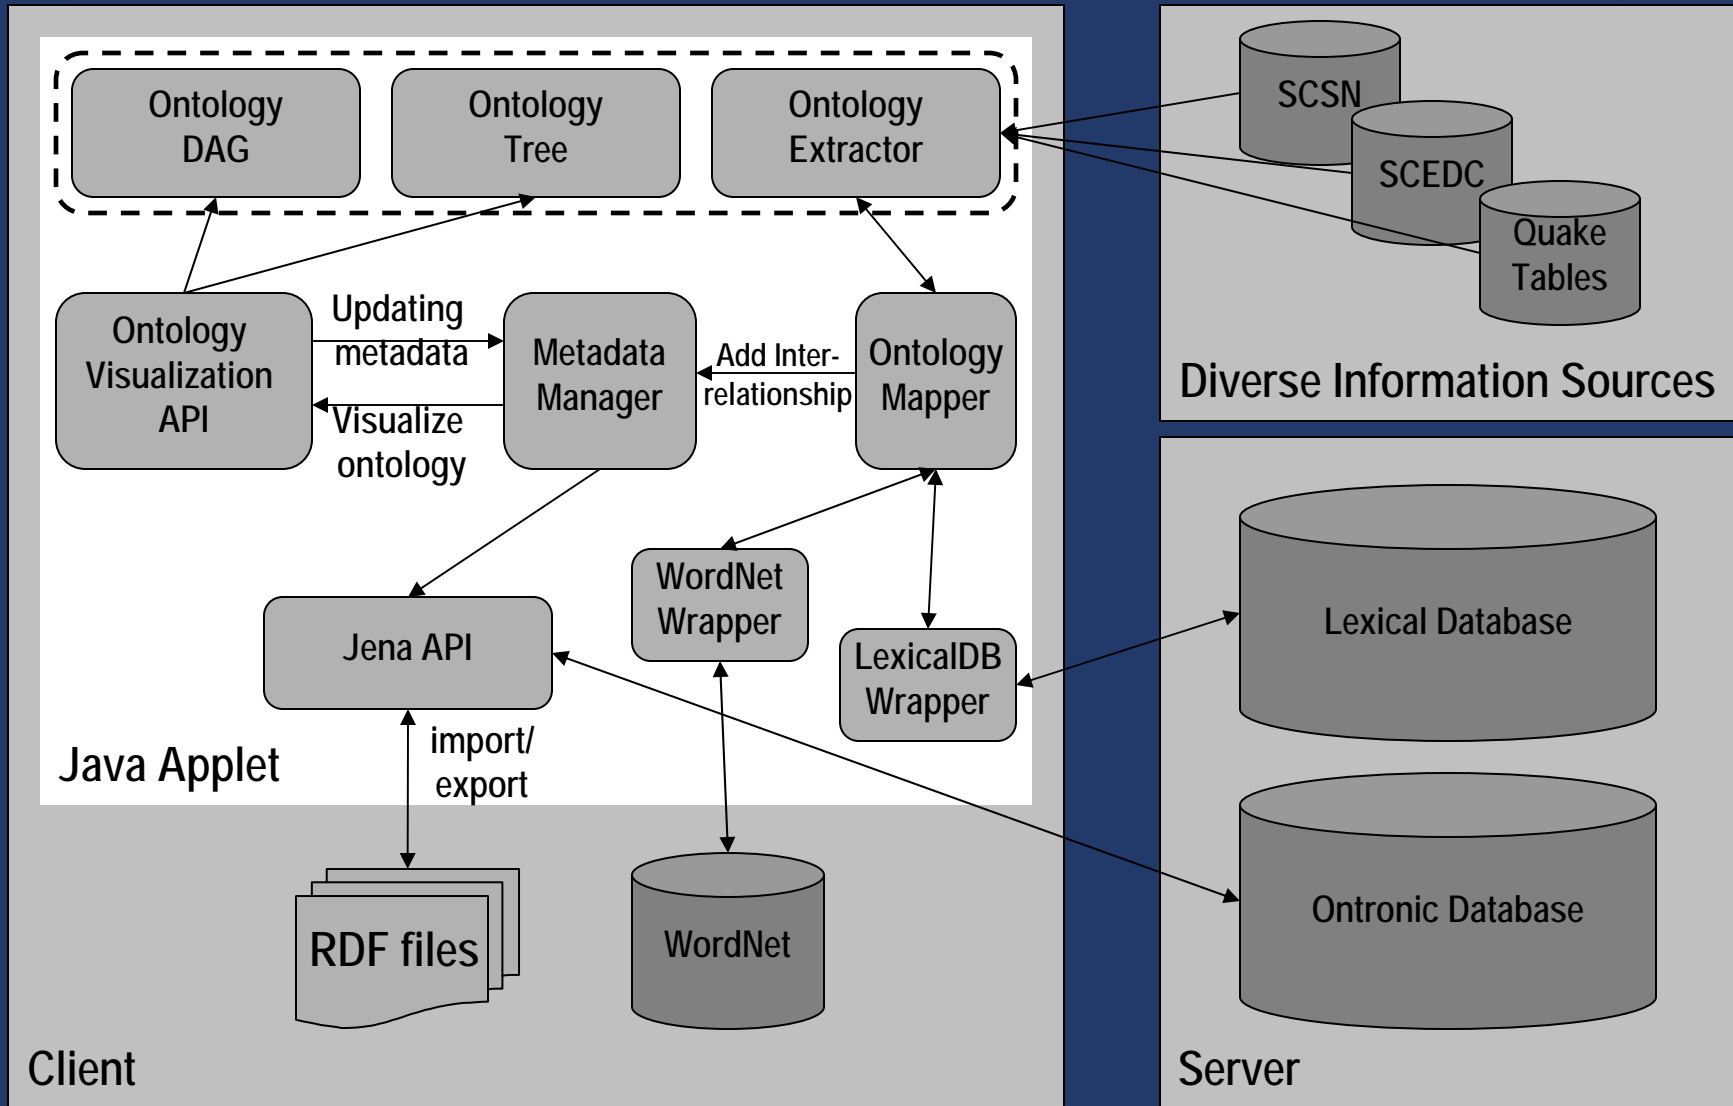 Ontology
DAG
Ontology
Tree
Ontology
Extractor
SCSN
SCEDC
Quake
Tables
Diverse Information Sources
Ontology
Visualization
API
Updating
metadata
Visualize
ontology
Metadata
Manager
Add Inter-
relationship
Ontology
Mapper
WordNet
Wrapper
LexicalDB
Wrapper
Jena API
import/
export
Java Applet
RDF files
WordNet
Client
Lexical Database
Ontronic Database
Server